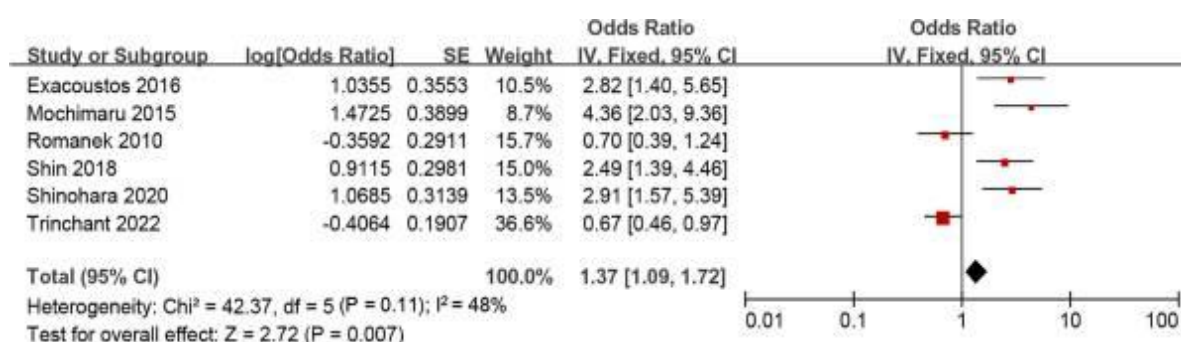 Odds Ratio Odds Ratio
Study or Subgroup log[Odds Ratio] SE Weight IV, Fixed, 95% CI IV, Fixed, 95% CI
Exacoustos 2016 1.0355 0.3553 10.5% 2.82 [1.40, 5.65]
Mochimaru 2015 1.4725 0.3899 8.7% 4.36 [2.03, 9.36]
Romanek 2010 -0.3592 0.2911 15.7% 0.70 [0.39, 1.24]
Shin 2018 0.9115 0.2981 15.0% 2.49 [1.39, 4.46]
Shinohara 2020 1.0685 0.3139 13.5% 2.91 [1.57, 5.39]
Trinchant 2022 -0.4064 0.1907 36.6% 0.67 [0.46, 0.97]
Total (95% CI) 100.0% 1.37 [1.09, 1.72]
Heterogeneity: Chi² = 42.37, df = 5 (P = 0.11); I² = 48%
Test for overall effect: Z = 2.72 (P = 0.007)
0.01 0.1 1 10 100